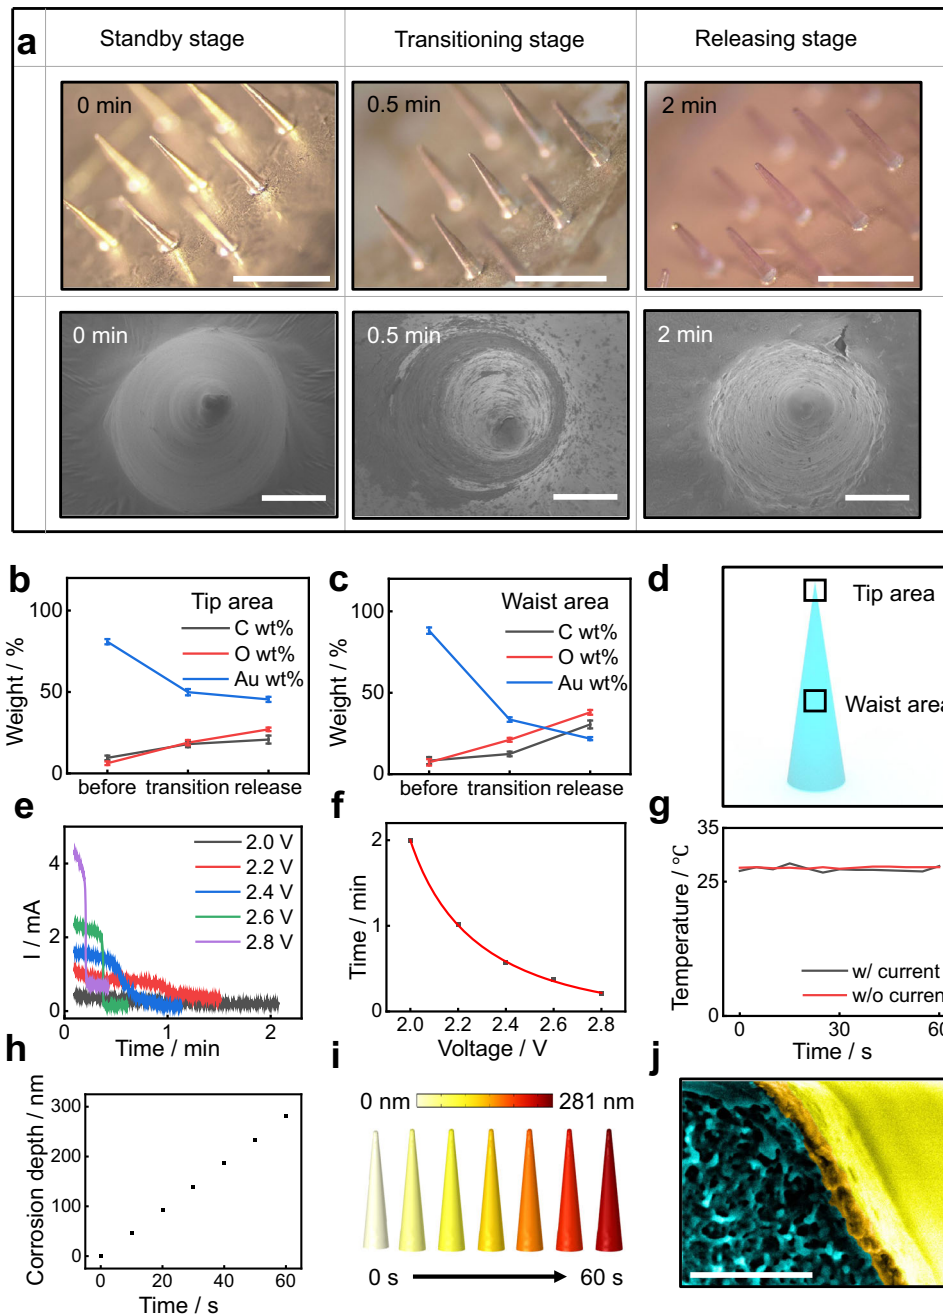 a
Standby stage
Transitioning stage
Releasing stage
0 min
0.5 min
2 min
0 min
0.5 min
2 min
b
Weight / %
100
50
0
Tip area
C wt%
O wt%
Au wt%
before
transition
release
c
Weight / %
100
50
0
Waist area
C wt%
O wt%
Au wt%
before
transition
release
d
Tip area
Waist area
e
I / mA
4
2
0
2.0 V
2.2 V
2.4 V
2.6 V
2.8 V
0
1
2
Time / min
f
Time / min
2
1
0
2.0
2.2
2.4
2.6
2.8
Voltage / V
g
Temperature / °C
35
25
0
w/ current
w/o current
0
30
60
Time / s
h
Corrosion depth / nm
300
200
100
0
0
20
40
60
Time / s
i
0 nm
281 nm
0 s
60 s
j